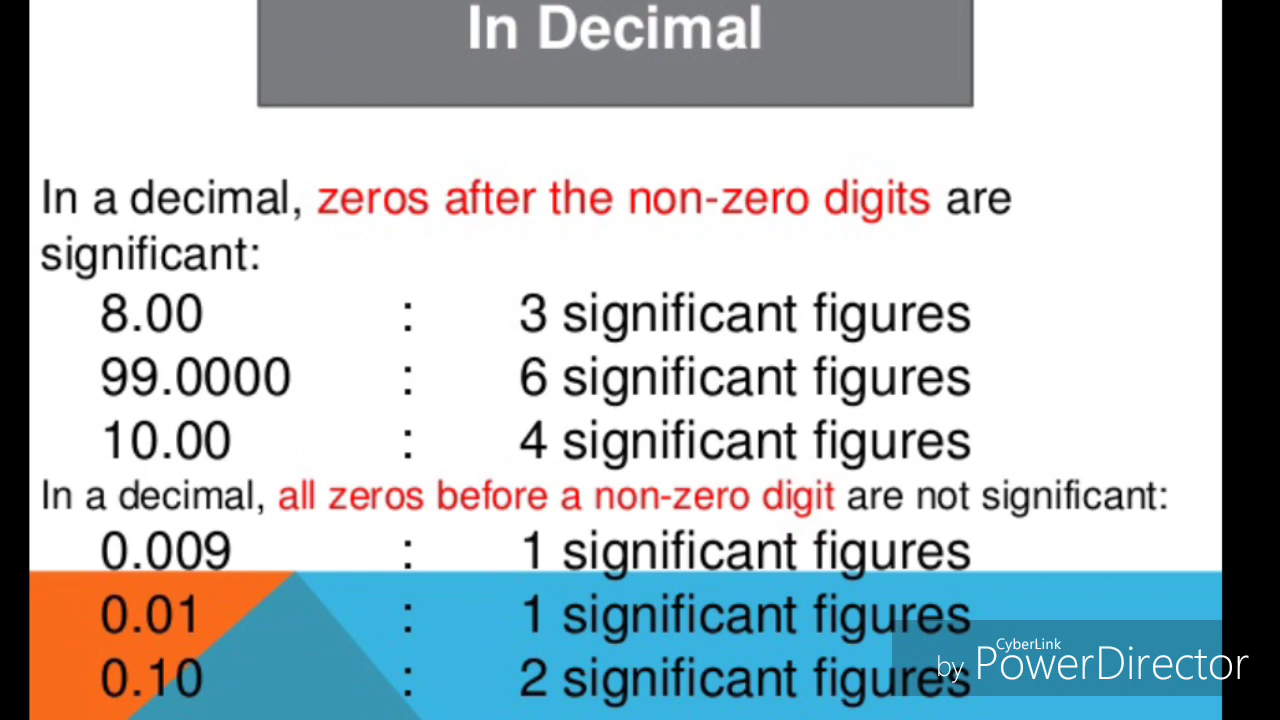 In Decimal
In a decimal, zeros after the non-zero digits are
significant:
8.00 : 3 significant figures
99.0000 : 6 significant figures
10.00 : 4 significant figures
In a decimal, all zeros before a non-zero digit are not significant:
0.009 : 1 significant figures
0.01 : 1 significant figures
0.10 : 2 significant figures
CyberLink
by PowerDirector